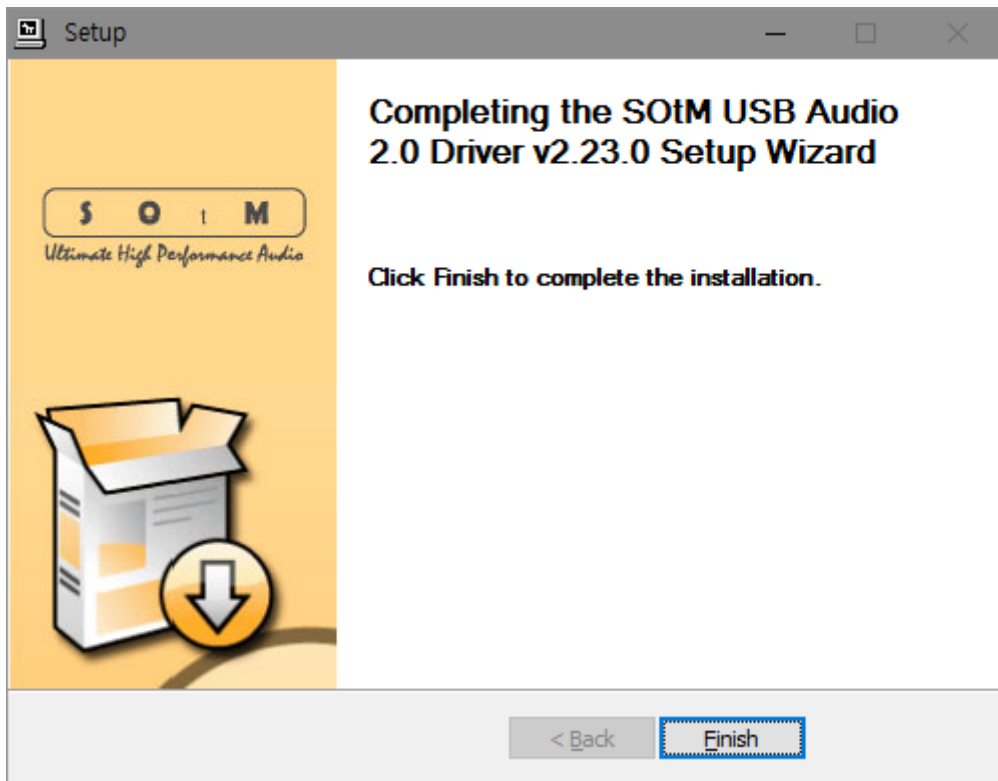 Setup
Completing the SOtM USB Audio
2.0 Driver v2.23.0 Setup Wizard
S O t M
Ultimate High Performance Audio
Click Finish to complete the installation.
< Back
Finish